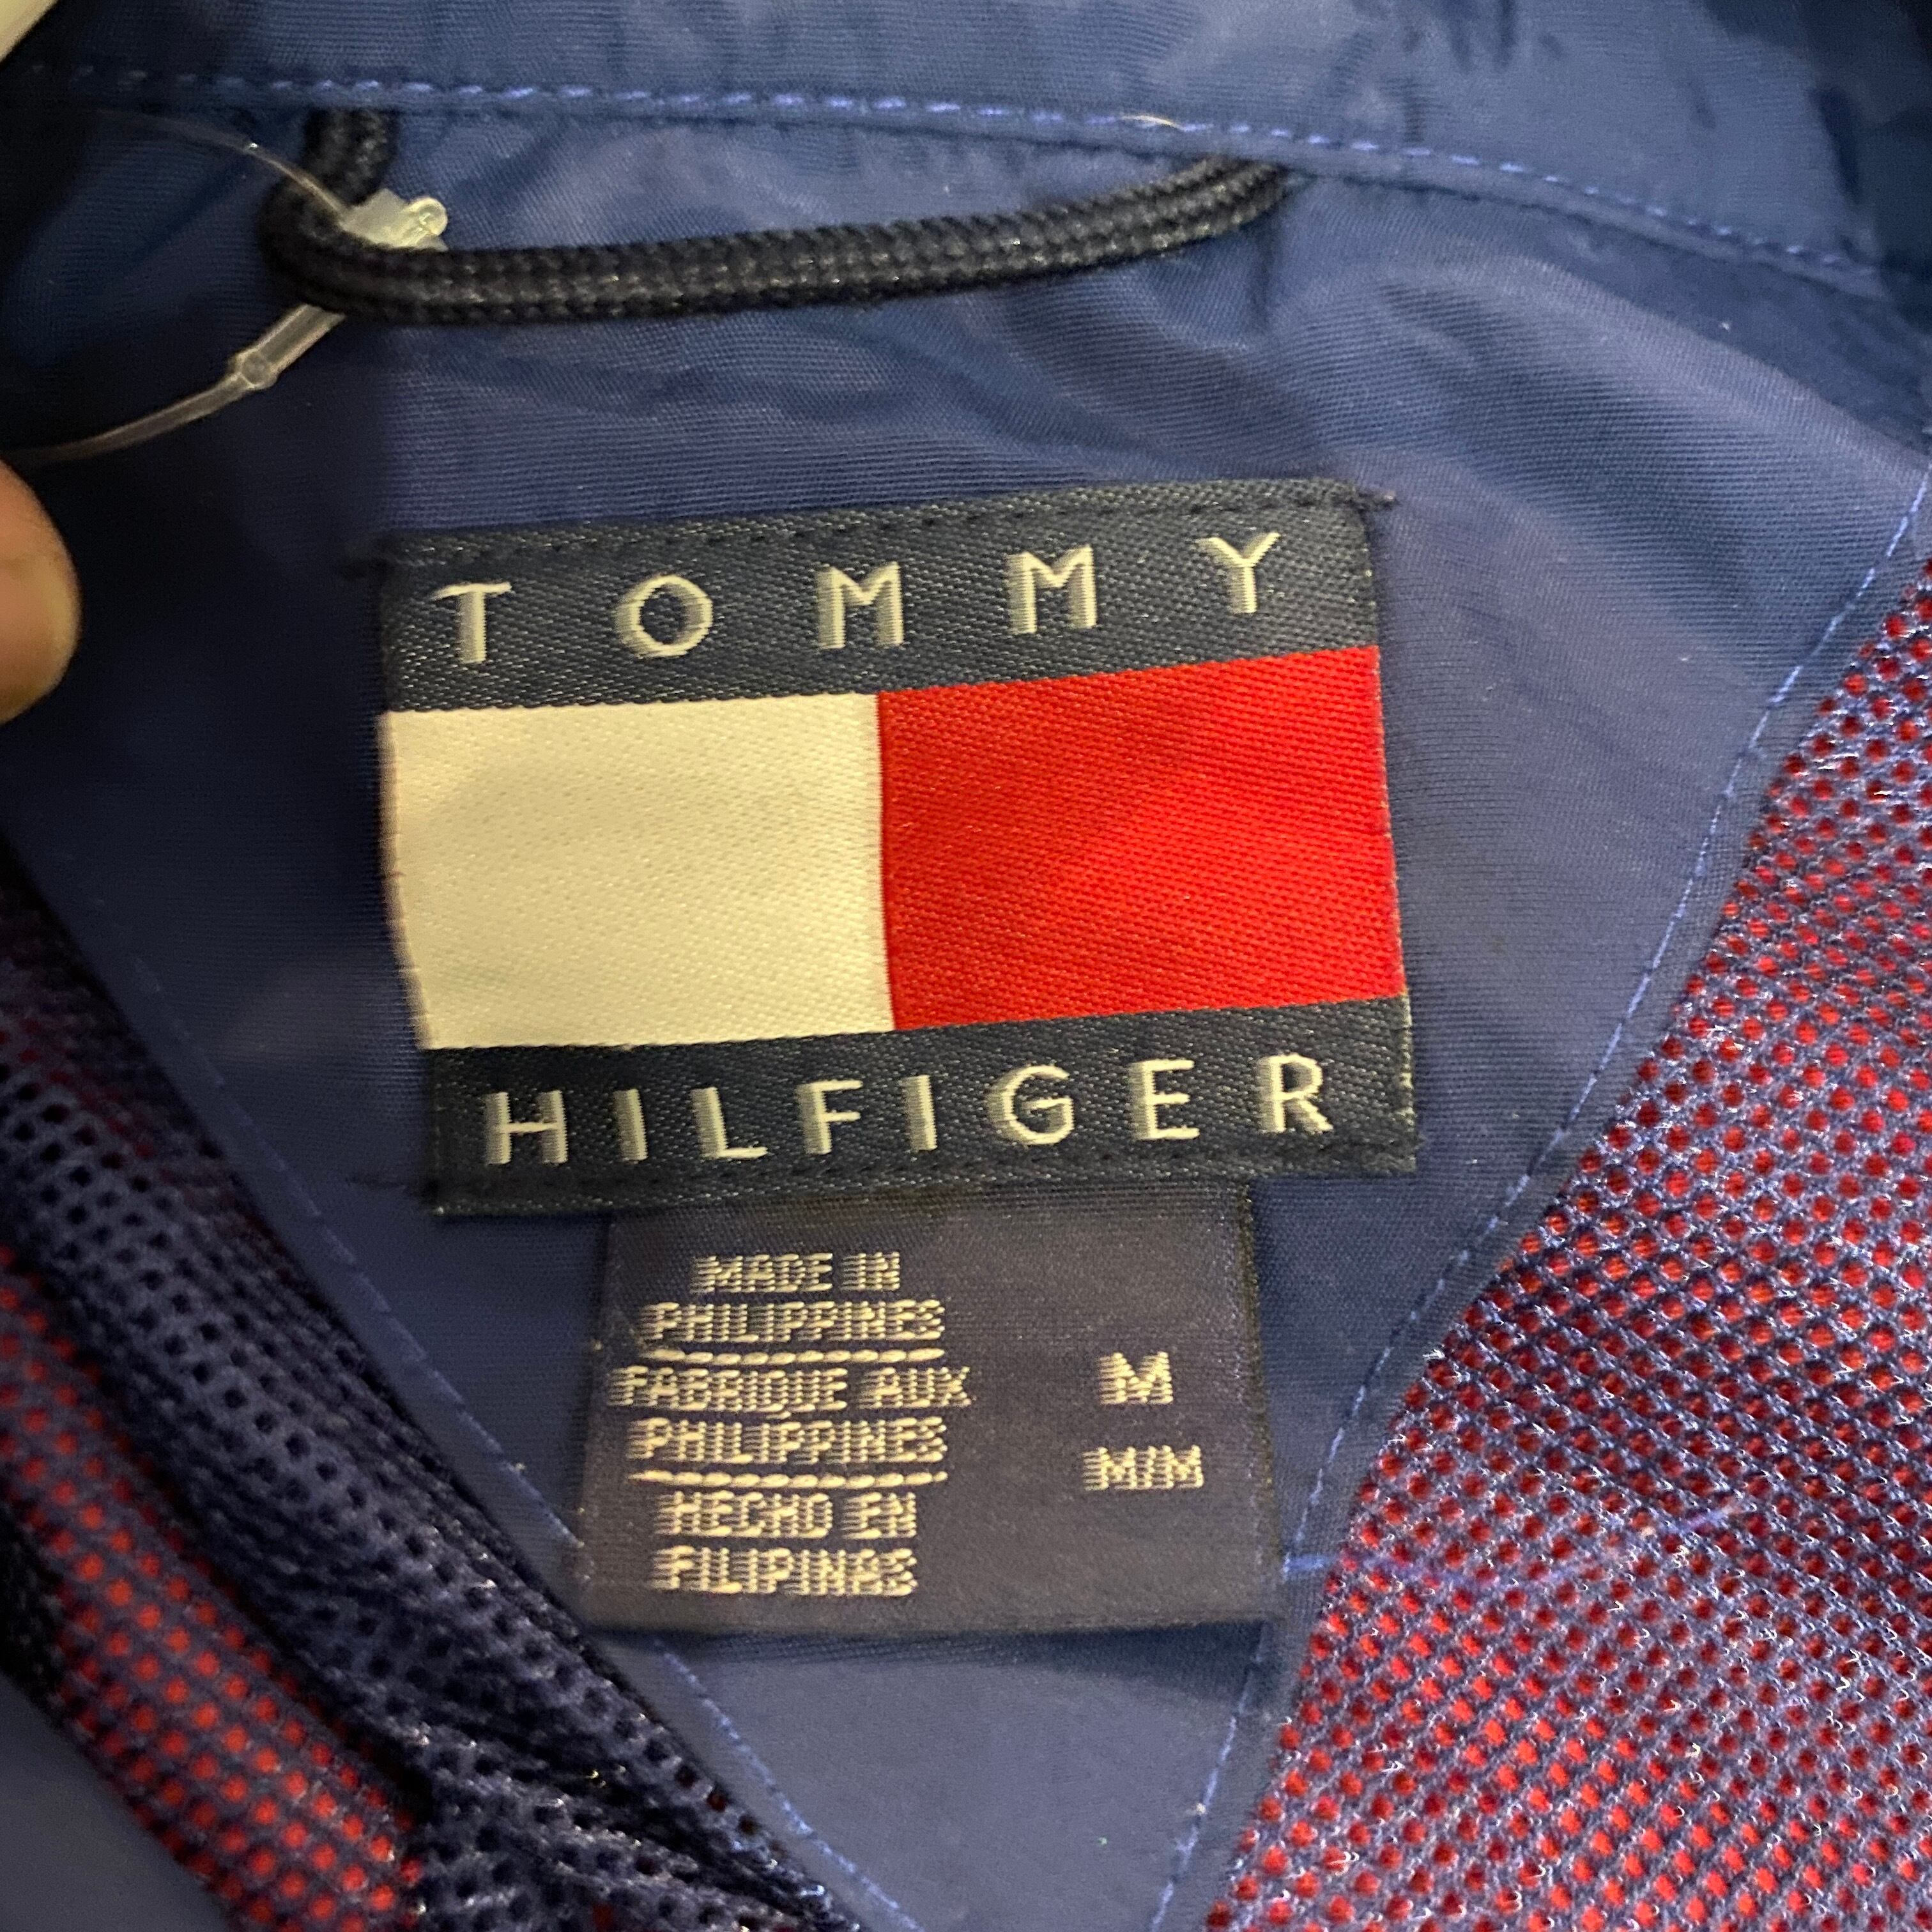 TOMMY
HILFIGER
MADE IN
PHILIPPINES
FABRIQUE AUX
PHILIPPINES
HECHO EN
FILIPINAS
M
M/M